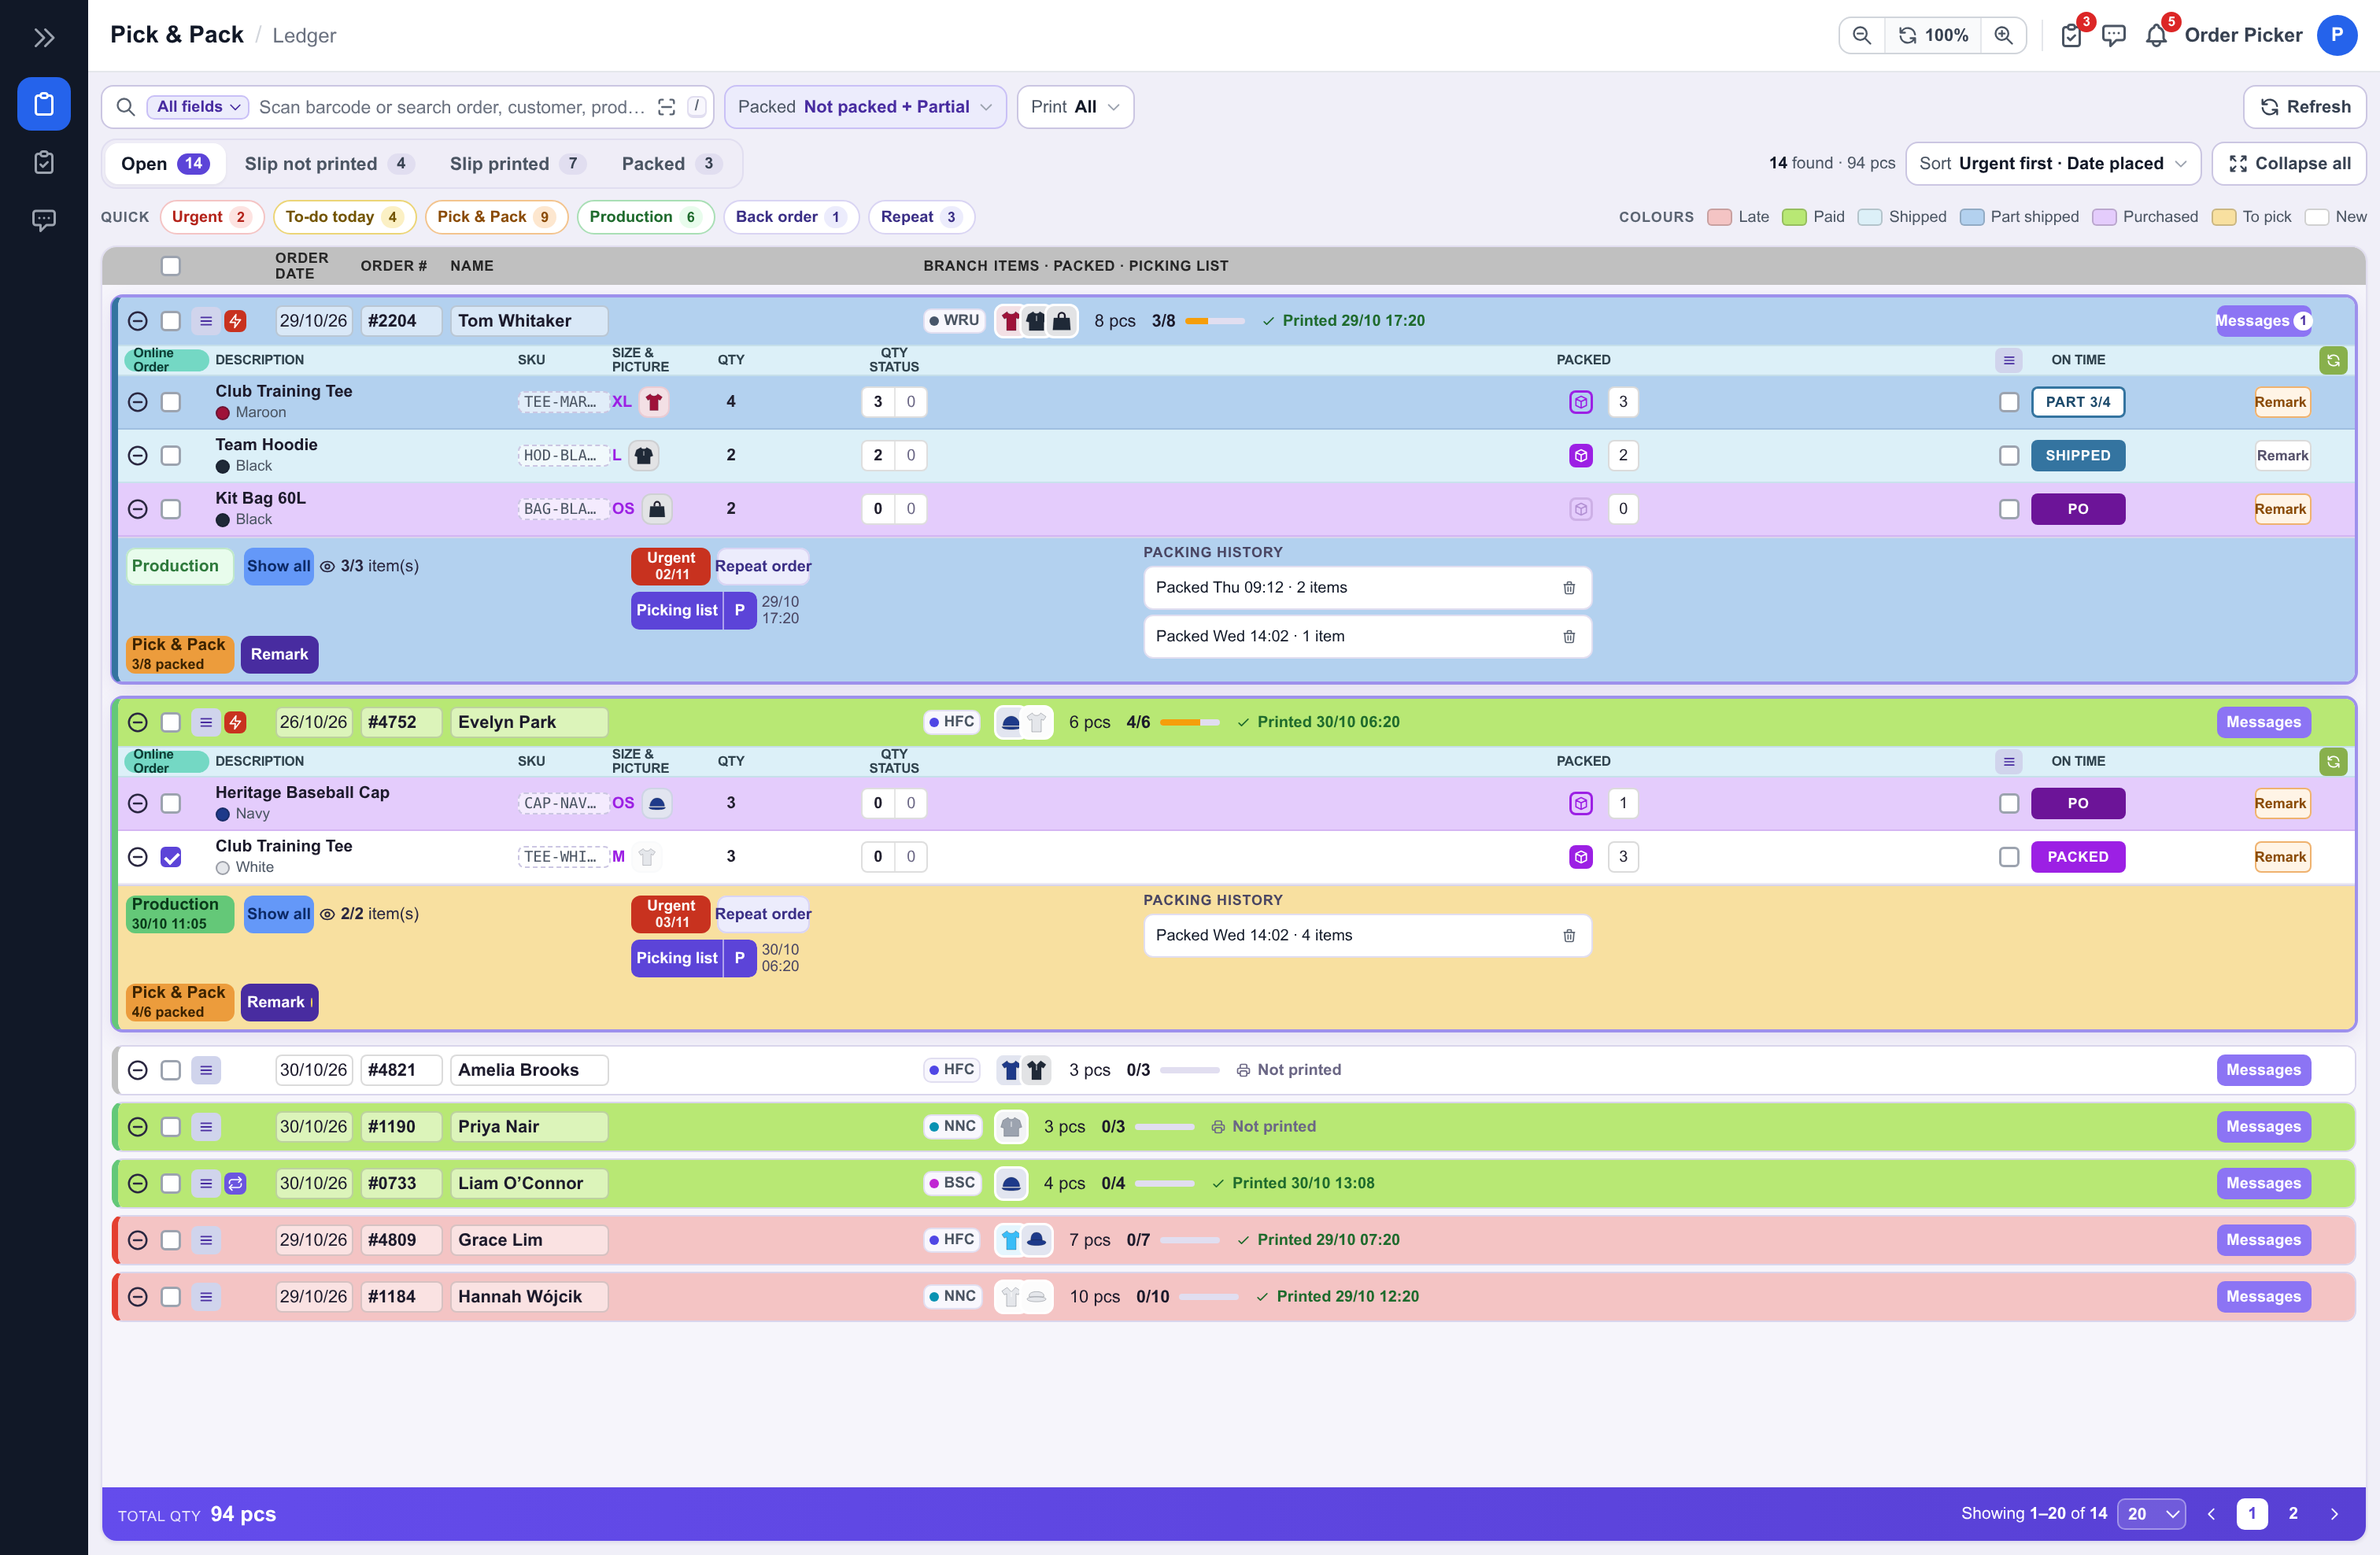 Pick & Pack / Ledger
100%
3
5
Order Picker
P
All fields
Scan barcode or search order, customer, prod…
/
Packed Not packed + Partial
Print All
Refresh
Open 14
Slip not printed 4
Slip printed 7
Packed 3
14 found · 94 pcs
Sort Urgent first · Date placed
Collapse all
QUICK
Urgent 2
To-do today 4
Pick & Pack 9
Production 6
Back order 1
Repeat 3
COLOURS
Late
Paid
Shipped
Part shipped
Purchased
To pick
New
ORDER DATE
ORDER #
NAME
BRANCH
ITEMS · PACKED · PICKING LIST
29/10/26
#2204
Tom Whitaker
WRU
8 pcs
3/8
Printed 29/10 17:20
Messages 1
Online Order
DESCRIPTION
SKU
SIZE & PICTURE
QTY
QTY STATUS
PACKED
ON TIME
Club Training Tee
Maroon
TEE-MAR…
XL
4
3
0
3
PART 3/4
Remark
Team Hoodie
Black
HOD-BLA…
L
2
2
0
2
SHIPPED
Remark
Kit Bag 60L
Black
BAG-BLA…
OS
2
0
0
0
PO
Remark
Production
Show all
3/3 item(s)
Urgent
02/11
Repeat order
Picking list P
29/10
17:20
PACKING HISTORY
Packed Thu 09:12 · 2 items
Packed Wed 14:02 · 1 item
Pick & Pack
3/8 packed
Remark
26/10/26
#4752
Evelyn Park
HFC
6 pcs
4/6
Printed 30/10 06:20
Messages
Online Order
DESCRIPTION
SKU
SIZE & PICTURE
QTY
QTY STATUS
PACKED
ON TIME
Heritage Baseball Cap
Navy
CAP-NAV…
OS
3
0
0
1
PO
Remark
Club Training Tee
White
TEE-WHI…
M
3
0
0
3
PACKED
Remark
Production
30/10 11:05
Show all
2/2 item(s)
Urgent
03/11
Repeat order
Picking list P
30/10
06:20
PACKING HISTORY
Packed Wed 14:02 · 4 items
Pick & Pack
4/6 packed
Remark
30/10/26
#4821
Amelia Brooks
HFC
3 pcs
0/3
Not printed
Messages
30/10/26
#1190
Priya Nair
NNC
3 pcs
0/3
Not printed
Messages
30/10/26
#0733
Liam O’Connor
BSC
4 pcs
0/4
Printed 30/10 13:08
Messages
29/10/26
#4809
Grace Lim
HFC
7 pcs
0/7
Printed 29/10 07:20
Messages
29/10/26
#1184
Hannah Wójcik
NNC
10 pcs
0/10
Printed 29/10 12:20
Messages
TOTAL QTY 94 pcs
Showing 1–20 of 14
20
1
2